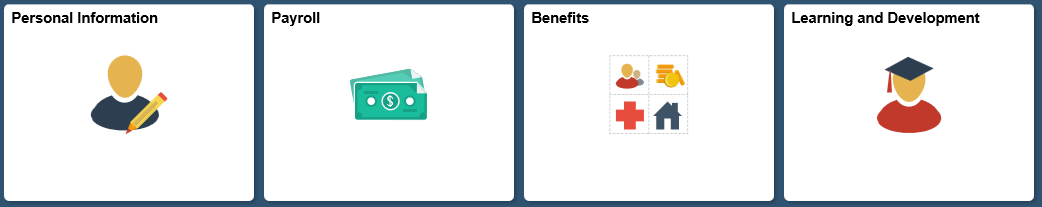 Personal Information
Payroll
Benefits
Learning and Development
$